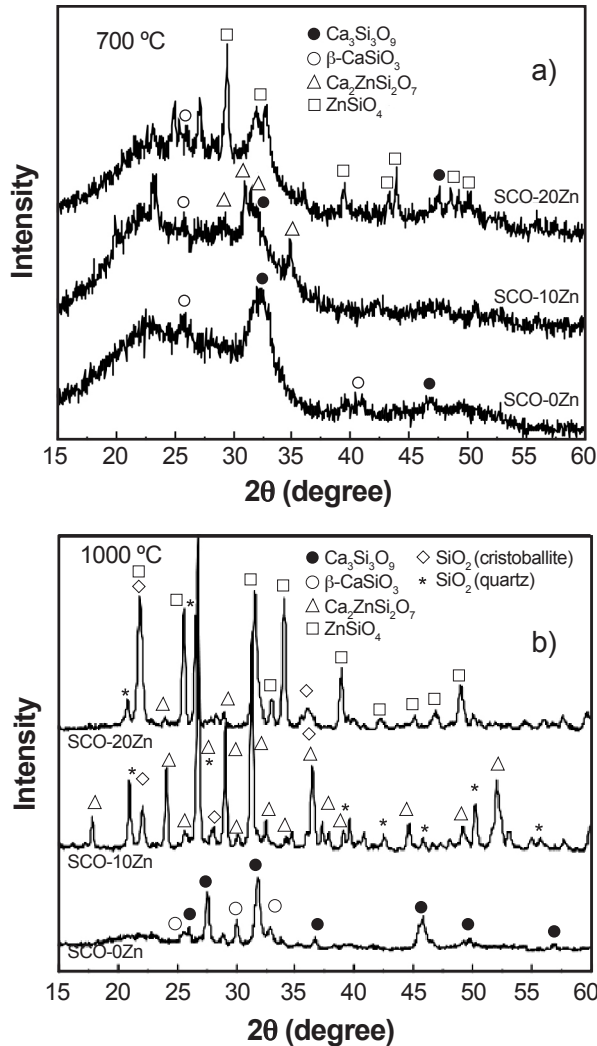 700 ºC
Ca3Si3O9
β-CaSiO3
Ca2ZnSi2O7
ZnSiO4
a)
SCO-20Zn
SCO-10Zn
SCO-0Zn
Intensity
15 20 25 30 35 40 45 50 55 60
2θ (degree)
1000 ºC
Ca3Si3O9
β-CaSiO3
Ca2ZnSi2O7
ZnSiO4
SiO2 (cristoballite)
* SiO2 (quartz)
b)
SCO-20Zn
SCO-10Zn
SCO-0Zn
Intensity
15 20 25 30 35 40 45 50 55 60
2θ (degree)